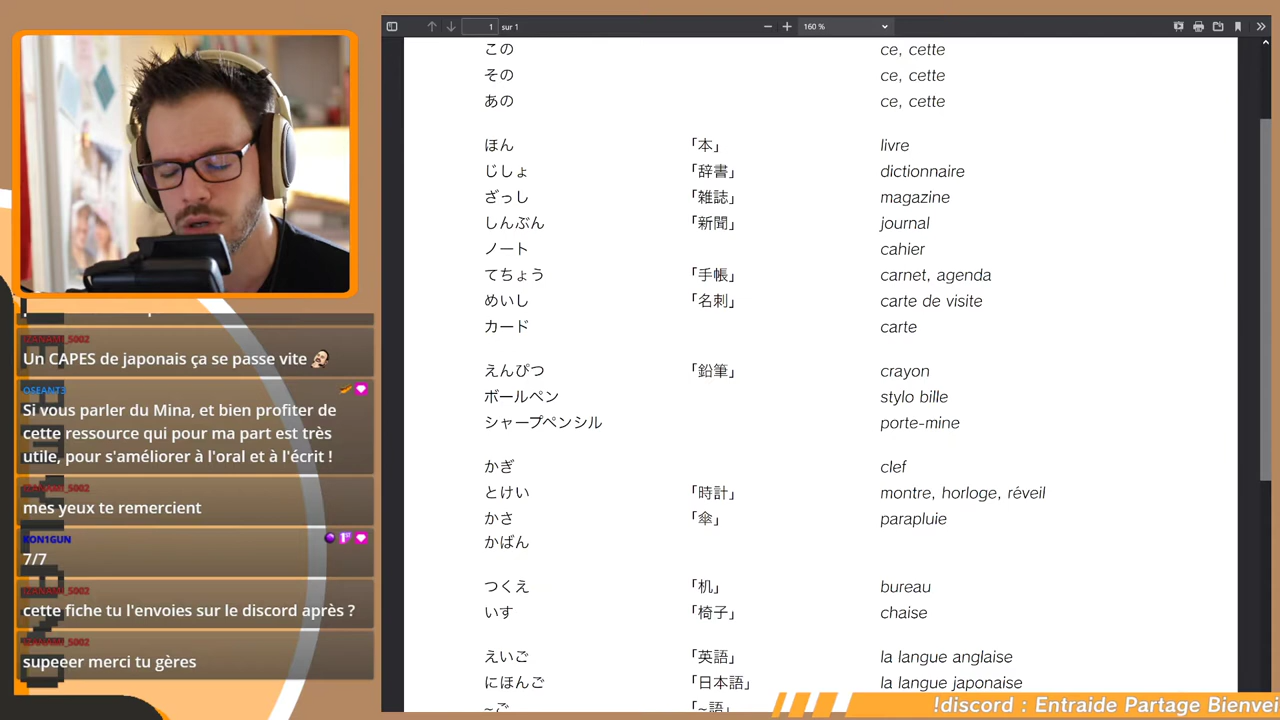 1 sur 1
160 %
この ce, cette
その ce, cette
あの ce, cette
ほん 「本」 livre
じしょ 「辞書」 dictionnaire
ざっし 「雑誌」 magazine
しんぶん 「新聞」 journal
ノート cahier
てちょう 「手帳」 carnet, agenda
めいし 「名刺」 carte de visite
カード carte
えんぴつ 「鉛筆」 crayon
ボールペン stylo bille
シャープペンシル porte-mine
かぎ clef
とけい 「時計」 montre, horloge, réveil
かさ 「傘」 parapluie
かばん
つくえ 「机」 bureau
いす 「椅子」 chaise
えいご 「英語」 la langue anglaise
にほんご 「日本語」 la langue japonaise
~ご 「~語」
Un CAPES de japonais ça se passe vite
Si vous parler du Mina, et bien profiter de
cette ressource qui pour ma part est très
utile, pour s'améliorer à l'oral et à l'écrit !
mes yeux te remercient
KON1GUN
7/7
cette fiche tu l'envoies sur le discord après ?
supeeer merci tu gères
!discord : Entraide Partage Bienvei